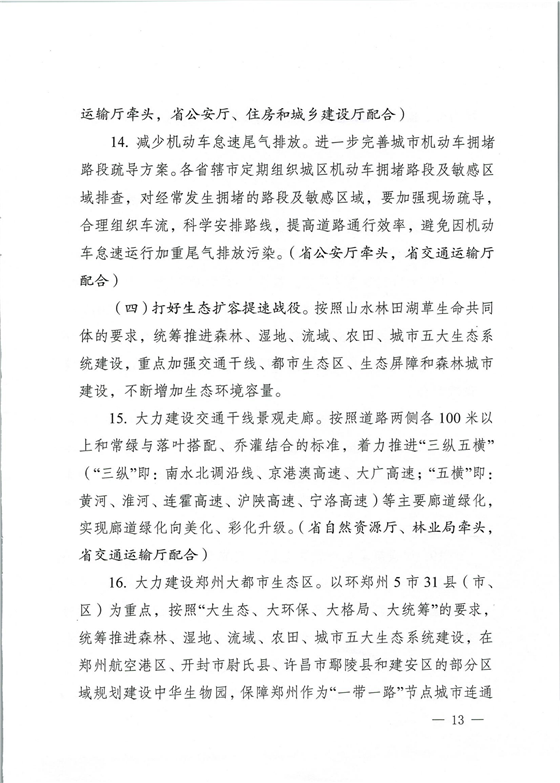 运输厅牵头，省公安厅、住房和城乡建设厅配合）
14. 减少机动车怠速尾气排放。进一步完善城市机动车拥堵
路段疏导方案。各省辖市定期组织城区机动车拥堵路段及敏感区
域排查，对经常发生拥堵的路段及敏感区域，要加强现场疏导，
合理组织车流，科学安排路线，提高道路通行效率，避免因机动
车怠速运行加重尾气排放污染。（省公安厅牵头，省交通运输厅
配合）
（四）打好生态扩容提速战役。按照山水林田湖草生命共同
体的要求，统筹推进森林、湿地、流域、农田、城市五大生态系
统建设，重点加强交通干线、都市生态区、生态屏障和森林城市
建设，不断增加生态环境容量。
15. 大力建设交通干线景观走廊。按照道路两侧各 100 米以
上和常绿与落叶搭配、乔灌结合的标准，着力推进“三纵五横”
（“三纵”即：南水北调沿线、京港澳高速、大广高速；“五横”即：
黄河、淮河、连霍高速、沪陕高速、宁洛高速）等主要廊道绿化，
实现廊道绿化向美化、彩化升级。（省自然资源厅、林业局牵头，
省交通运输厅配合）
16. 大力建设郑州大都市生态区。以环郑州 5 市 31 县（市、
区）为重点，按照“大生态、大环保、大格局、大统筹”的要求，
统筹推进森林、湿地、流域、农田、城市五大生态系统建设，在
郑州航空港区、开封市尉氏县、许昌市鄢陵县和建安区的部分区
域规划建设中华生物园，保障郑州作为“一带一路”节点城市连通
— 13 —